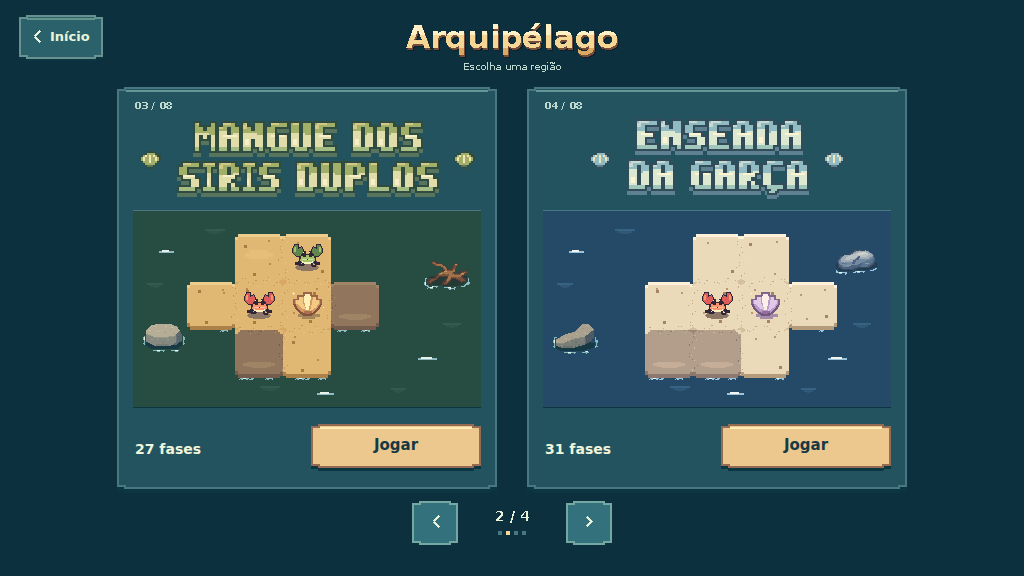 Início
Arquipélago
Escolha uma região
03 / 08
MANGUE DOS
SIRIS DUPLOS
27 fases
Jogar
04 / 08
ENSEADA
DA GARÇA
31 fases
Jogar
2 / 4